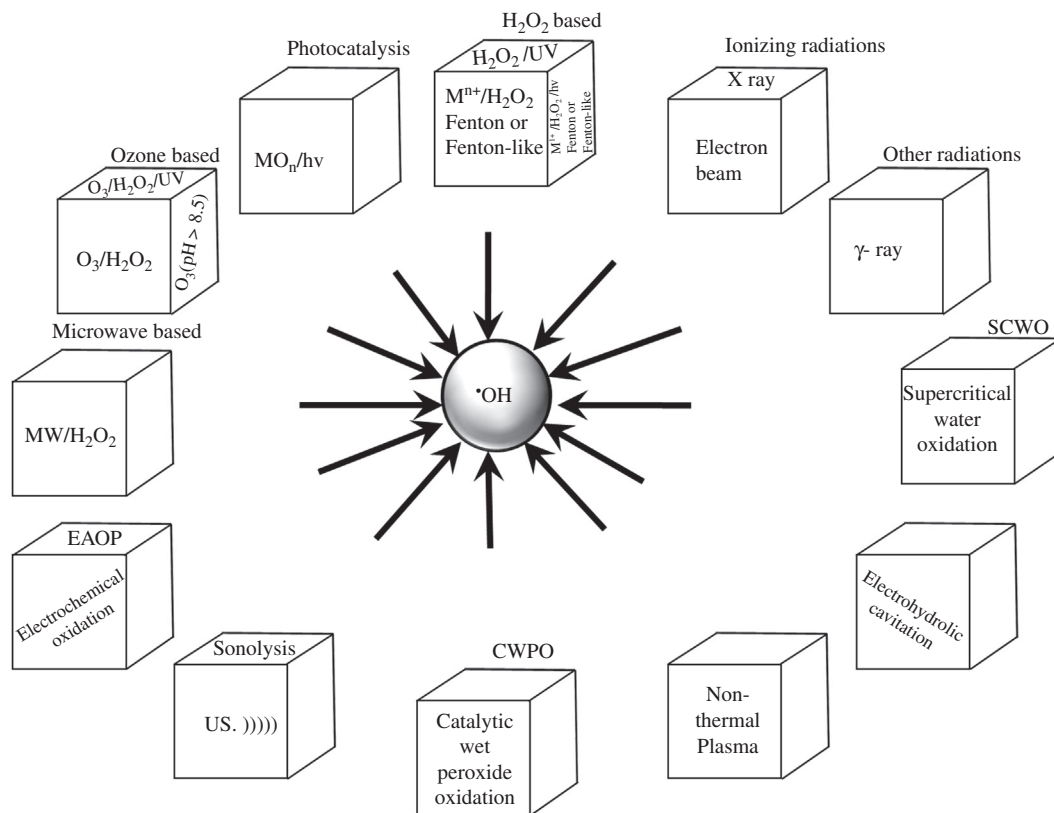 H₂O₂ based
H₂O₂/UV
Mⁿ⁺/H₂O₂
Fenton or
Fenton-like
M¹⁺/H₂O₂/hv
Fenton or
Fenton-like
Photocatalysis
MOₙ/hv
Ionizing radiations
X ray
Electron
beam
Ozone based
O₃/H₂O₂/UV
O₃/H₂O₂
O₃(pH > 8.5)
Other radiations
γ- ray
Microwave based
MW/H₂O₂
•OH
SCWO
Supercritical
water
oxidation
EAOP
Electrochemical
oxidation
Electrohydrolic
cavitation
Sonolysis
US. )))))
CWPO
Catalytic
wet
peroxide
oxidation
Non-
thermal
Plasma